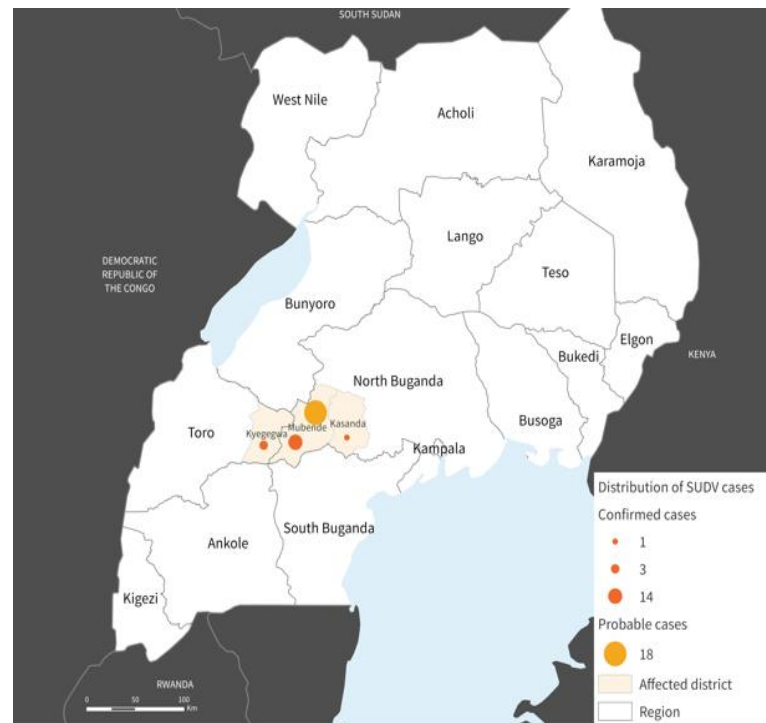 SOUTH SUDAN
West Nile
Acholi
Karamoja
Lango
DEMOCRATIC
REPUBLIC OF
THE CONGO
Teso
Bunyoro
Elgon
Bukedi
KENYA
North Buganda
Busoga
Toro
Kyegegwa
Mubende
Kasanda
Kampala
South Buganda
Ankole
Kigezi
RWANDA
0 50 100
Km
Distribution of SUDV cases
Confirmed cases
1
3
14
Probable cases
18
Affected district
Region